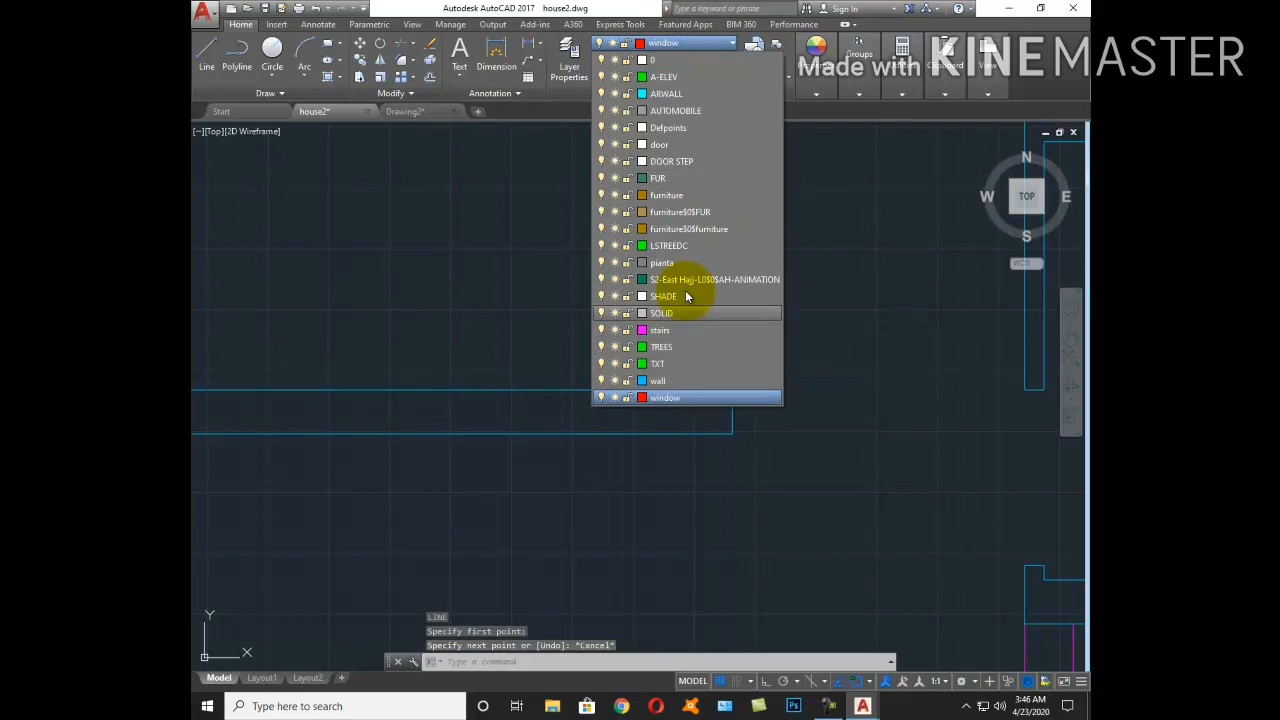 Autodesk AutoCAD 2017 house2.dwg
Type a keyword or phrase
Sign In
Home Insert Annotate Parametric View Manage Output Add-ins A360 Express Tools Featured Apps BIM 360 Performance
window
Made with KINEMASTER
Line Polyline Circle Arc Text Dimension Layer Properties Groups
Draw Modify Annotation
Start house2* Drawing2*
[−][Top][2D Wireframe]
0
A-ELEV
ARWALL
AUTOMOBILE
Defpoints
door
DOOR STEP
FUR
furniture
furniture$0$FUR
furniture$0$furniture
LSTREEDC
pianta
S2-East Hajj-L0$0$AH-ANIMATION
SHADE
SOLID
stairs
TREES
TXT
wall
window
N
W TOP E
S
WCS
Y
X
LINE
Specify first point:
Specify next point or [Undo]: *Cancel*
Type a command
Model Layout1 Layout2
MODEL 1:1
Type here to search
3:46 AM
4/23/2020